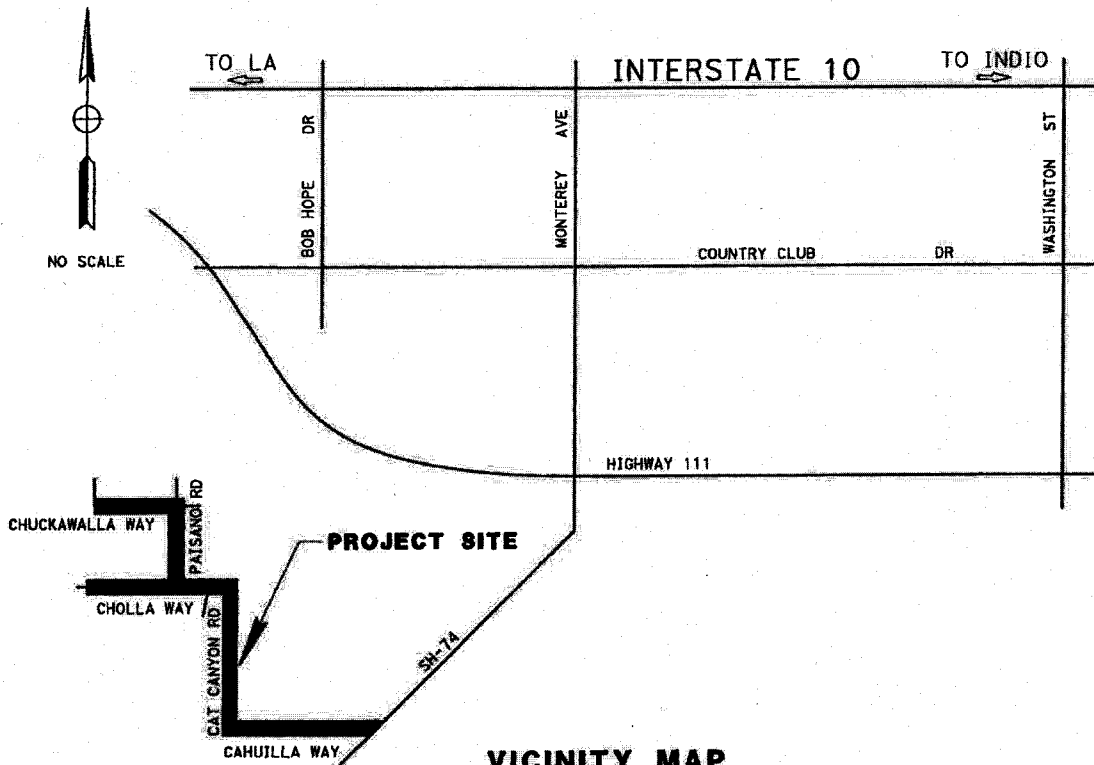 TO LA
INTERSTATE 10
TO INDIO
BOB HOPE DR
MONTEREY AVE
WASHINGTON ST
NO SCALE
COUNTRY CLUB DR
HIGHWAY 111
CHUCKAWALLA WAY
PAISANO RD
PROJECT SITE
CHOLLA WAY
CAT CANYON RD
SH-74
CAHUILLA WAY
VICINITY MAP